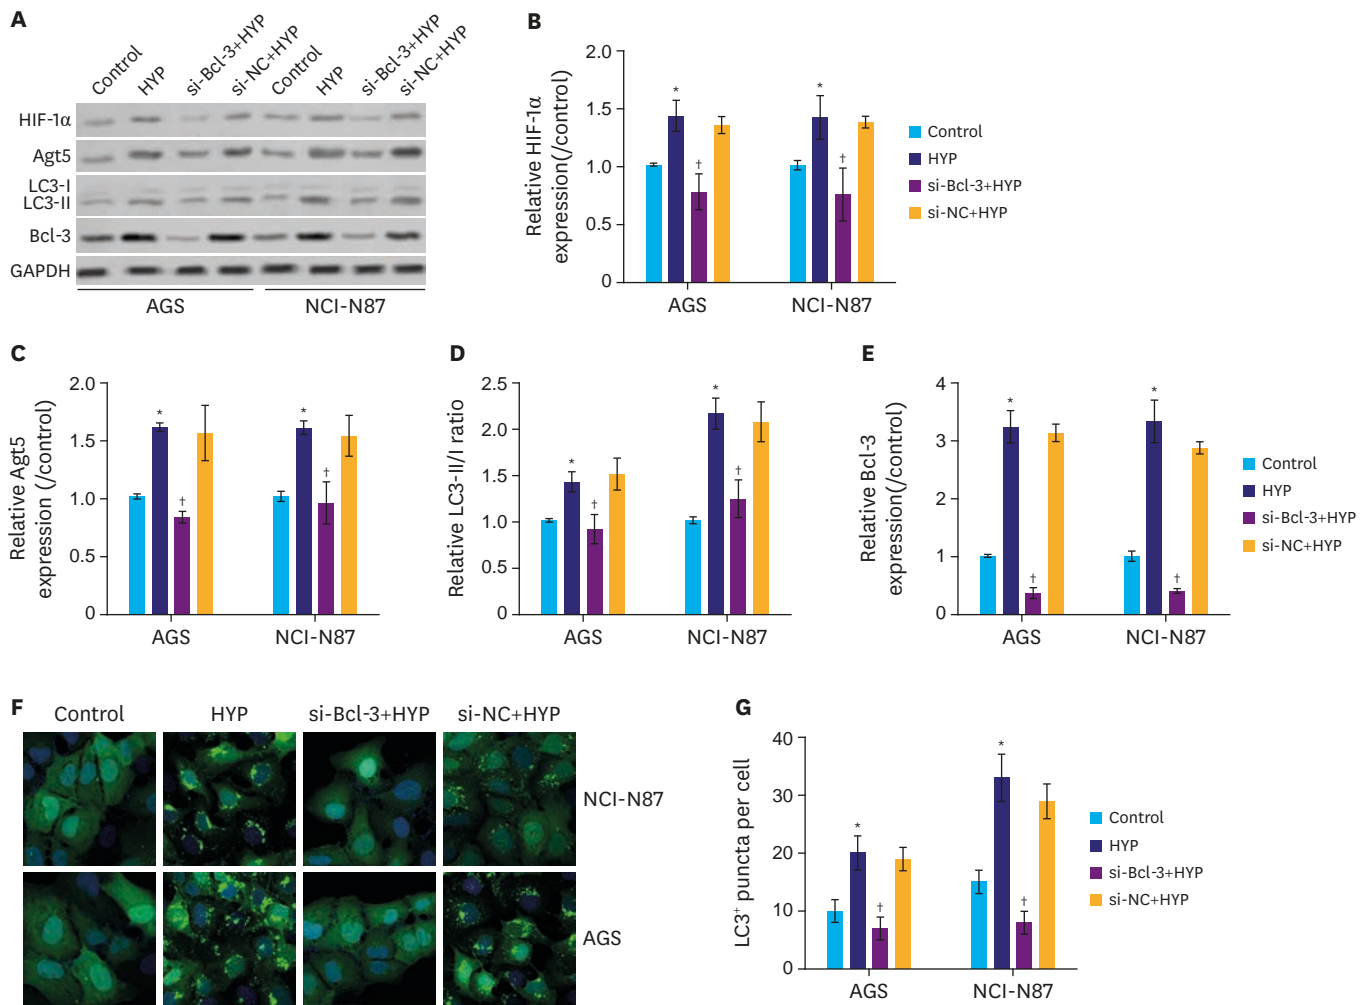 A
Control
HYP
si-Bcl-3+HYP
si-NC+HYP
Control
HYP
si-Bcl-3+HYP
si-NC+HYP
HIF-1α
Agt5
LC3-I
LC3-II
Bcl-3
GAPDH
AGS
NCI-N87
B
Relative HIF-1α
expression(/control)
2.0
1.5
1.0
0.5
0
*
†
*
†
AGS
NCI-N87
Control
HYP
si-Bcl-3+HYP
si-NC+HYP
C
Relative Agt5
expression (/control)
2.0
1.5
1.0
0.5
0
*
†
*
†
AGS
NCI-N87
D
Relative LC3-II/I ratio
2.5
2.0
1.5
1.0
0.5
0
*
†
*
†
AGS
NCI-N87
E
Relative Bcl-3
expression(/control)
4
3
2
1
0
*
†
*
†
AGS
NCI-N87
Control
HYP
si-Bcl-3+HYP
si-NC+HYP
F
Control
HYP
si-Bcl-3+HYP
si-NC+HYP
NCI-N87
AGS
G
LC3⁺ puncta per cell
40
30
20
10
0
*
†
*
†
AGS
NCI-N87
Control
HYP
si-Bcl-3+HYP
si-NC+HYP